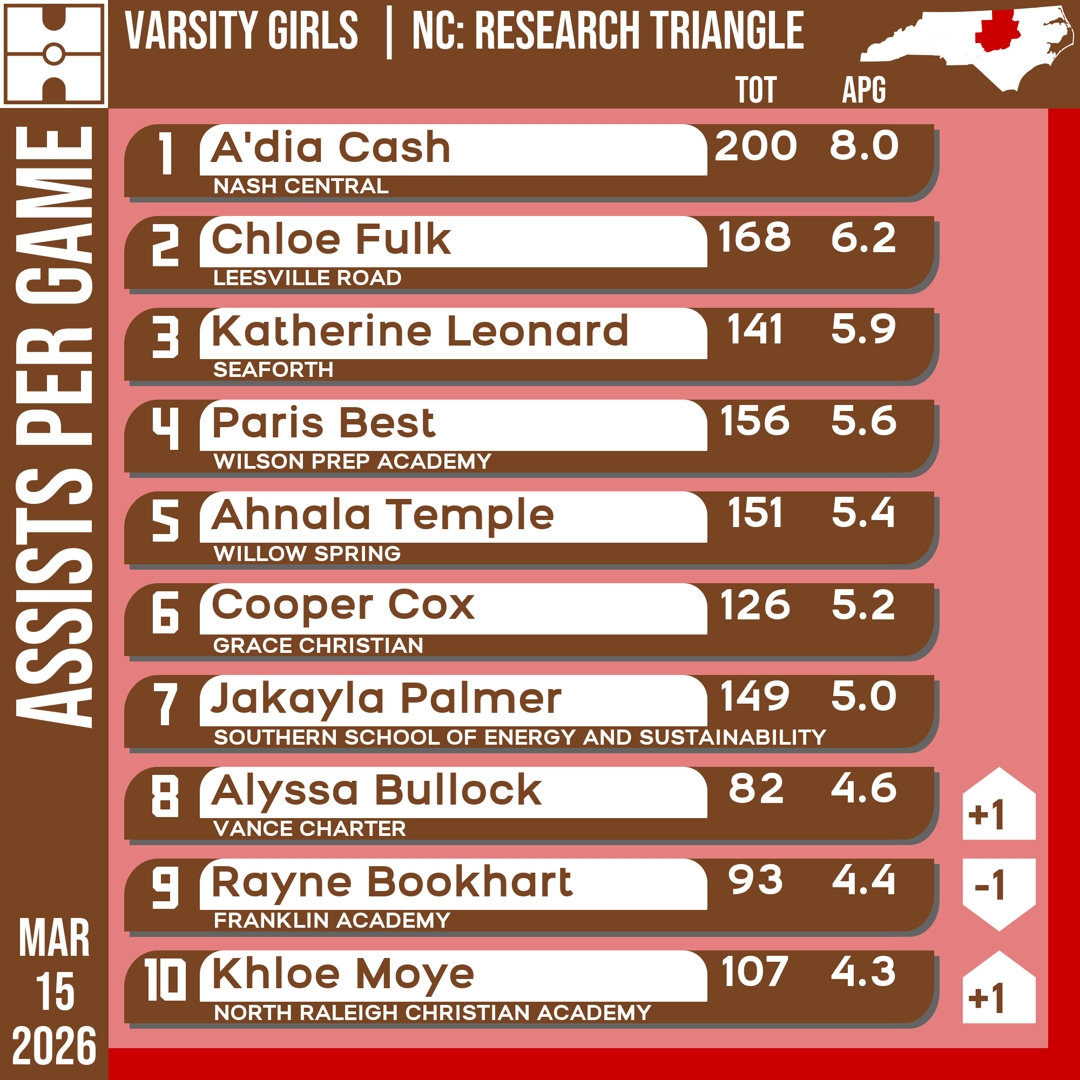 VARSITY GIRLS | NC: RESEARCH TRIANGLE
TOT APG
ASSISTS PER GAME
1 A'dia Cash 200 8.0
NASH CENTRAL
2 Chloe Fulk 168 6.2
LEESVILLE ROAD
3 Katherine Leonard 141 5.9
SEAFORTH
4 Paris Best 156 5.6
WILSON PREP ACADEMY
5 Ahnala Temple 151 5.4
WILLOW SPRING
6 Cooper Cox 126 5.2
GRACE CHRISTIAN
7 Jakayla Palmer 149 5.0
SOUTHERN SCHOOL OF ENERGY AND SUSTAINABILITY
8 Alyssa Bullock 82 4.6 +1
VANCE CHARTER
9 Rayne Bookhart 93 4.4 -1
FRANKLIN ACADEMY
10 Khloe Moye 107 4.3 +1
NORTH RALEIGH CHRISTIAN ACADEMY
MAR
15
2026